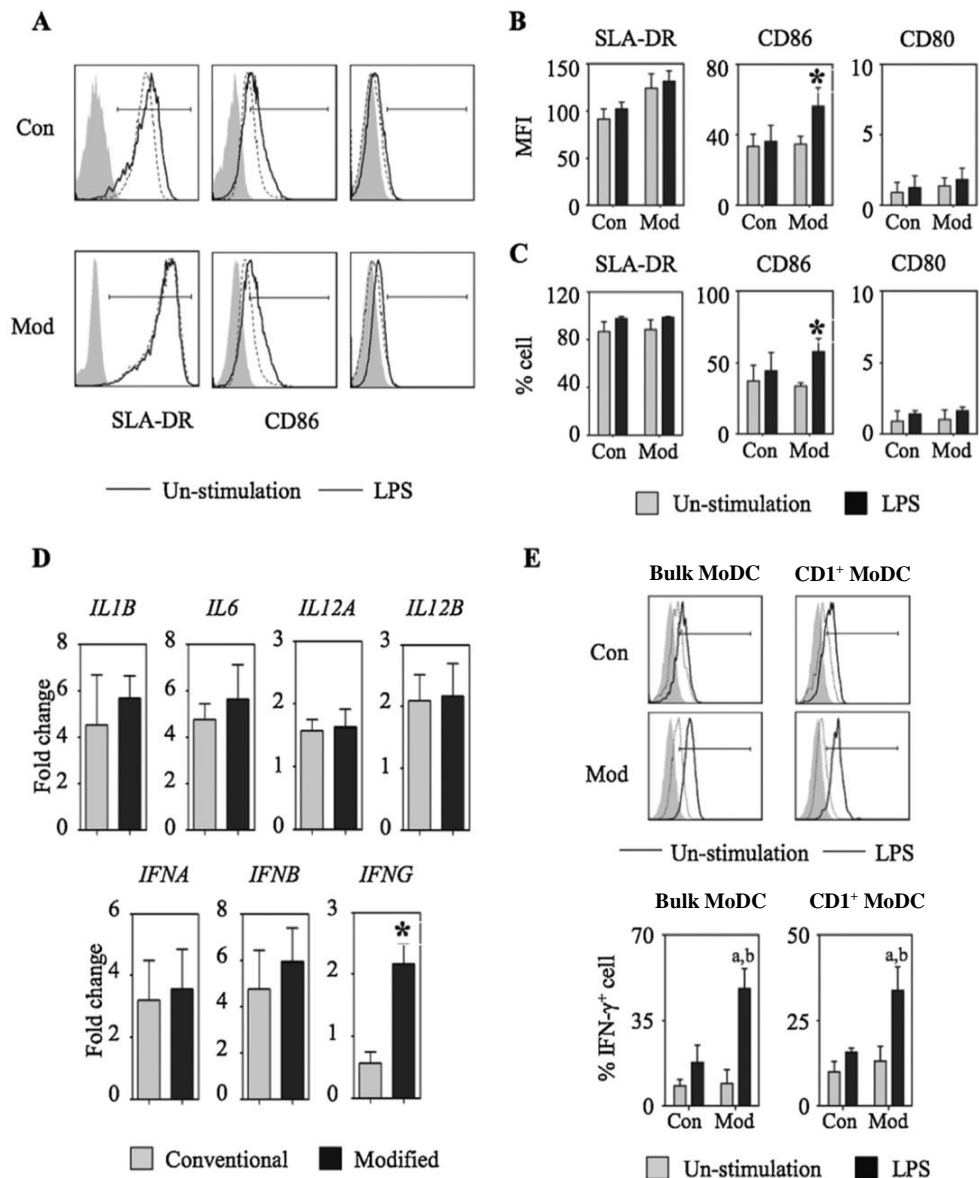 A
Con
Mod
SLA-DR CD86
Un-stimulation LPS
B
SLA-DR CD86 CD80
MFI
150
100
50
0
80
40
0
10
5
0
Con Mod Con Mod Con Mod
*
C
SLA-DR CD86 CD80
% cell
120
80
40
0
100
50
0
10
5
0
Con Mod Con Mod Con Mod
*
Un-stimulation LPS
D
IL1B IL6 IL12A IL12B
Fold change
8
6
4
2
0
8
6
4
2
0
3
2
1
0
3
2
1
0
IFNA IFNB IFNG
Fold change
6
4
2
0
8
6
4
2
0
3
2
1
0
*
Conventional Modified
E
Bulk MoDC CD1⁺ MoDC
Con
Mod
Un-stimulation LPS
Bulk MoDC CD1⁺ MoDC
% IFN-γ⁺ cell
70
35
0
50
25
0
a,b a,b
Con Mod Con Mod
Un-stimulation LPS